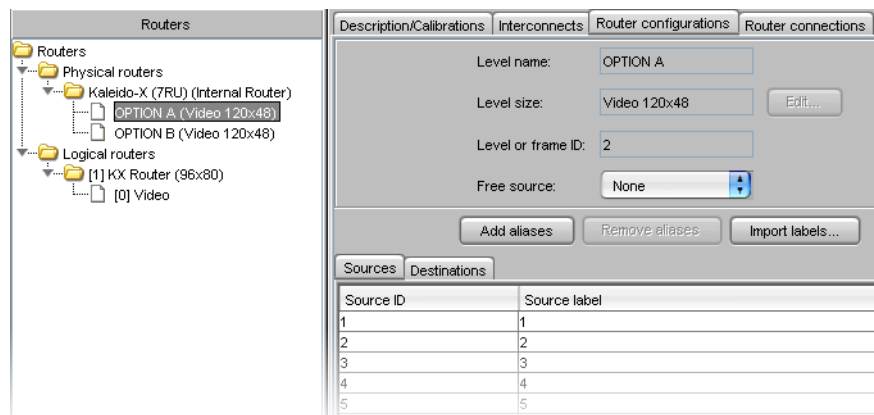 Routers
Routers
Physical routers
Kaleido-X (7RU) (Internal Router)
OPTION A (Video 120x48)
OPTION B (Video 120x48)
Logical routers
[1] KX Router (96x80)
[0] Video
Description/Calibrations Interconnects Router configurations Router connections
Level name: OPTION A
Level size: Video 120x48 Edit...
Level or frame ID: 2
Free source: None
Add aliases Remove aliases Import labels...
Sources Destinations
Source ID Source label
1 1
2 2
3 3
4 4
5 5